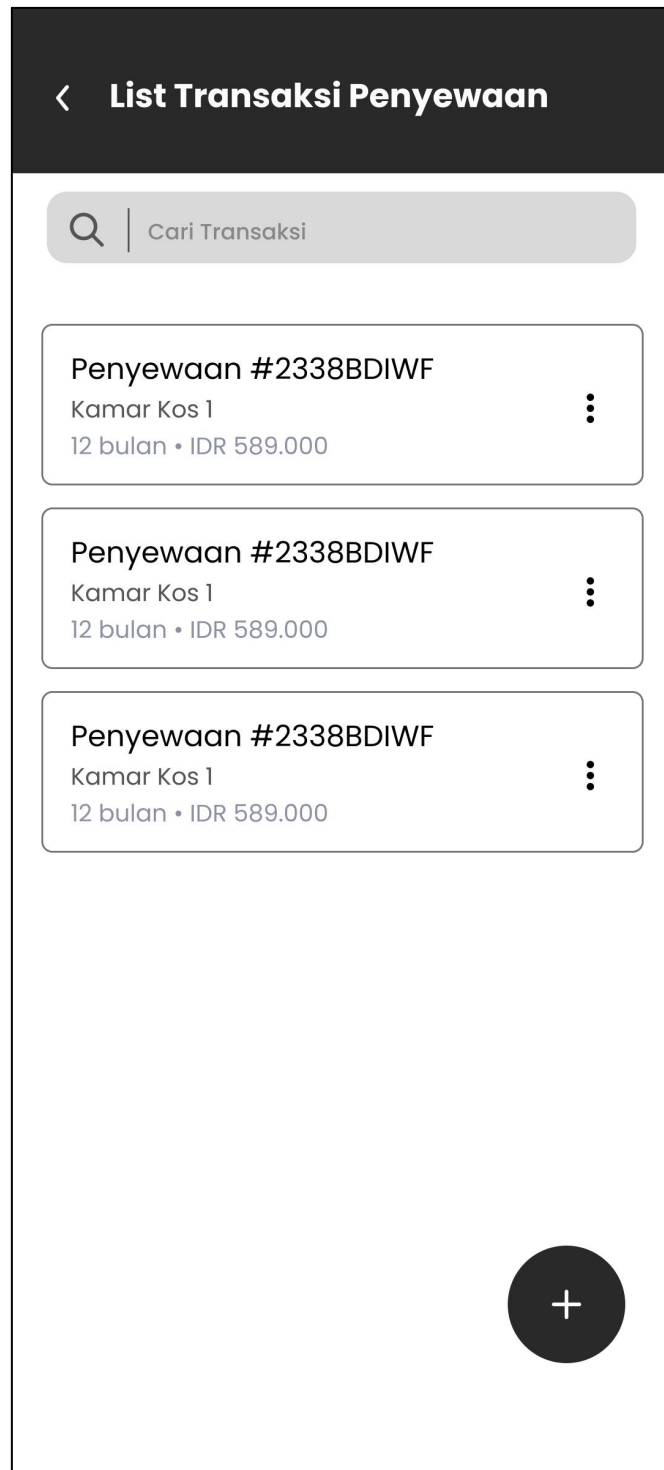 List Transaksi Penyewaan
Cari Transaksi
Penyewaan #2338BDIWF
Kamar Kos 1
12 bulan • IDR 589.000
Penyewaan #2338BDIWF
Kamar Kos 1
12 bulan • IDR 589.000
Penyewaan #2338BDIWF
Kamar Kos 1
12 bulan • IDR 589.000